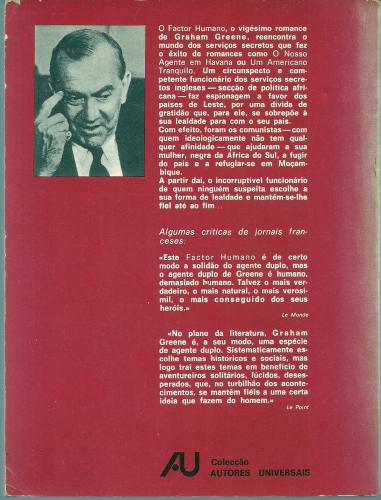 O Factor Humano, o vigésimo romance
de Graham Greene, reencontra o
mundo dos serviços secretos que fez
o êxito de romances como O Nosso
Agente em Havana ou Um Americano
Tranquilo. Um circunspecto e com-
petente funcionário dos serviços secre-
tos ingleses — secção de política afri-
cana — faz espionagem a favor dos
países de Leste, por uma dívida de
gratidão que, para ele, se sobrepõe à
sua lealdade para com o seu país.
Com efeito, foram os comunistas — com
quem ideologicamente não tem qual-
quer afinidade — que ajudaram a sua
mulher, negra da África do Sul, a fugir
do país e a refugiar-se em Moçam-
bique.
A partir daí, o incorruptível funcionário
de quem ninguém suspeita escolhe a
sua forma de lealdade e mantém-se-lhe
fiel até ao fim...
Algumas críticas de jornais fran-
ceses:
«Este Factor Humano é de certo
modo a solidão do agente duplo, mas
o agente duplo de Greene é humano,
demasiado humano. Talvez o mais ver-
dadeiro, o mais natural, o mais verosí-
mil, o mais conseguido dos seus
heróis.»
Le Monde
«No plano da literatura, Graham
Greene é, a seu modo, uma espécie
de agente duplo. Sistematicamente es-
colhe temas históricos e sociais, mas
logo trai estes temas em benefício de
aventureiros solitários, lúcidos, deses-
perados, que, no turbilhão dos aconte-
cimentos, se mantêm fiéis a uma certa
ideia que fazem do homem.»
Le Point
AU
Colecção
AUTORES UNIVERSAIS